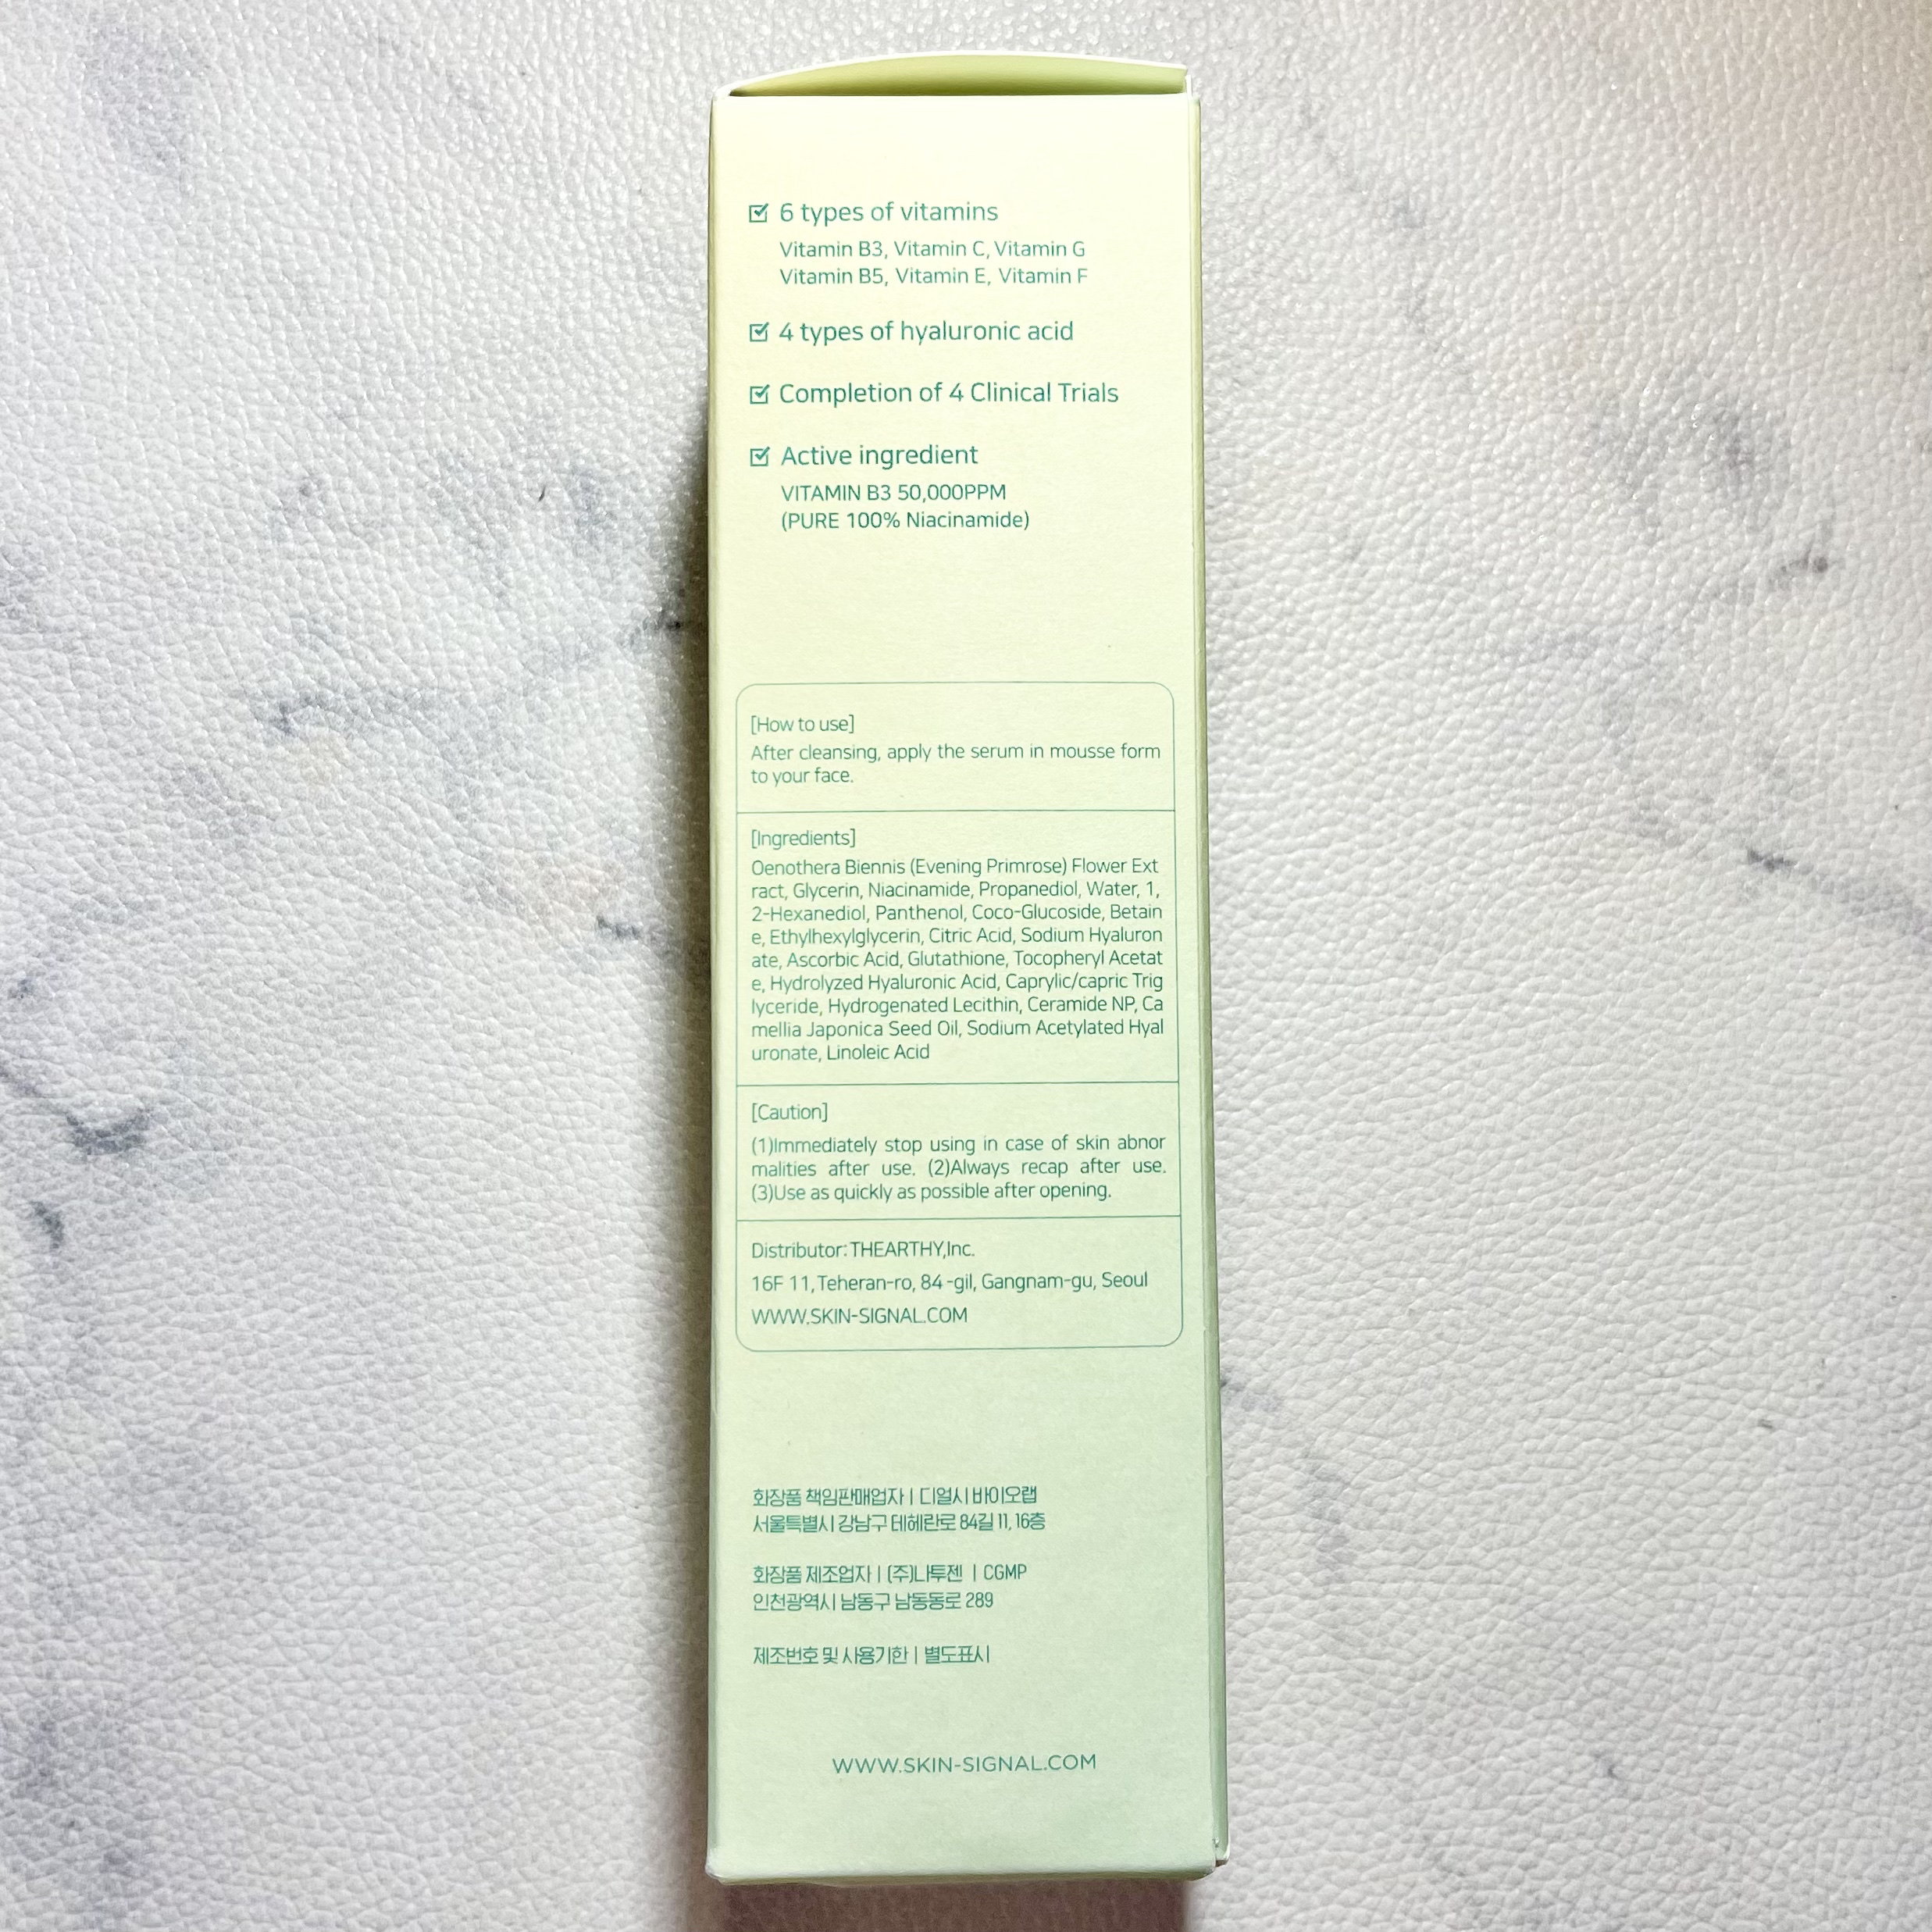 6 types of vitamins
Vitamin B3, Vitamin C, Vitamin G
Vitamin B5, Vitamin E, Vitamin F
4 types of hyaluronic acid
Completion of 4 Clinical Trials
Active ingredient
VITAMIN B3 50,000PPM
(PURE 100% Niacinamide)
[How to use]
After cleansing, apply the serum in mousse form
to your face.
[Ingredients]
Oenothera Biennis (Evening Primrose) Flower Ext
ract, Glycerin, Niacinamide, Propanediol, Water, 1,
2-Hexanediol, Panthenol, Coco-Glucoside, Betain
e, Ethylhexylglycerin, Citric Acid, Sodium Hyaluron
ate, Ascorbic Acid, Glutathione, Tocopheryl Acetat
e, Hydrolyzed Hyaluronic Acid, Caprylic/capric Trig
lyceride, Hydrogenated Lecithin, Ceramide NP, Ca
mellia Japonica Seed Oil, Sodium Acetylated Hyal
uronate, Linoleic Acid
[Caution]
(1)Immediately stop using in case of skin abnor
malities after use. (2)Always recap after use.
(3)Use as quickly as possible after opening.
Distributor:THEARTHY,Inc.
16F 11,Teheran-ro, 84-gil, Gangnam-gu, Seoul
WWW.SKIN-SIGNAL.COM
화장품 책임판매업자 | 디얼시 바이오랩
서울특별시 강남구 테헤란로 84길 11, 16층
화장품 제조업자 | (주)나투젠 | CGMP
인천광역시 남동구 남동동로 289
제조번호 및 사용기한 | 별도표시
WWW.SKIN-SIGNAL.COM